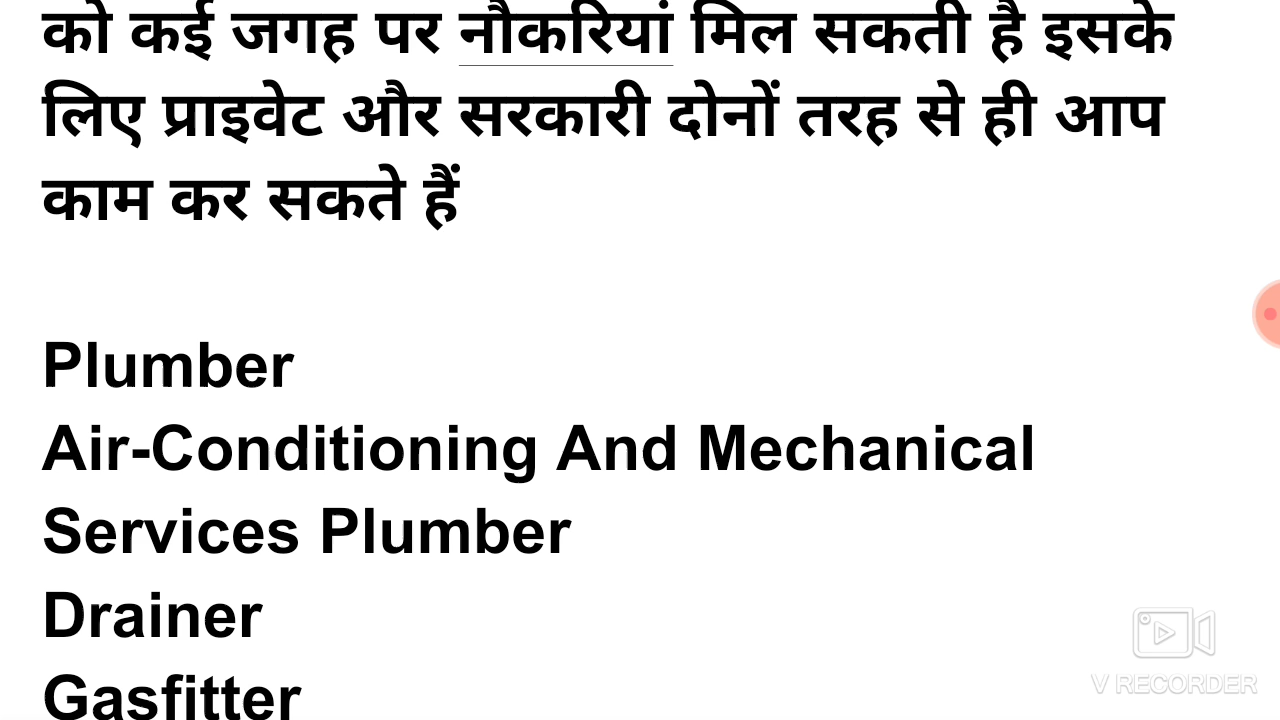 को कई जगह पर नौकरियां मिल सकती है इसके
लिए प्राइवेट और सरकारी दोनों तरह से ही आप
काम कर सकते हैं
Plumber
Air-Conditioning And Mechanical
Services Plumber
Drainer
Gasfitter
V RECORDER